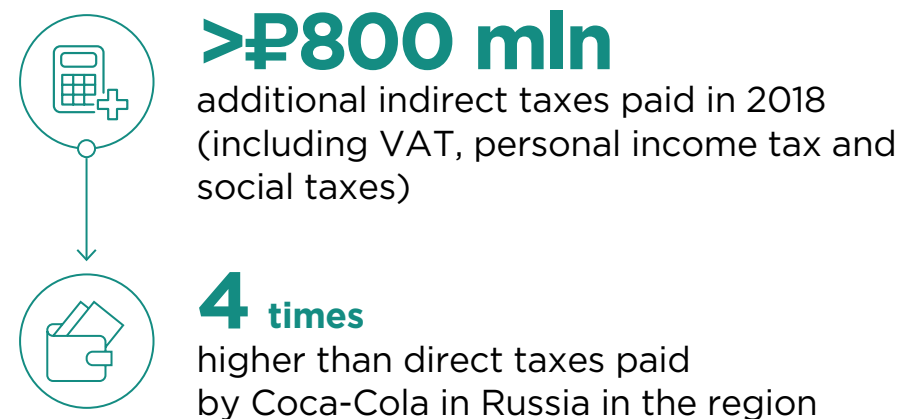 >₽800 mln
additional indirect taxes paid in 2018
(including VAT, personal income tax and
social taxes)
4 times
higher than direct taxes paid
by Coca-Cola in Russia in the region